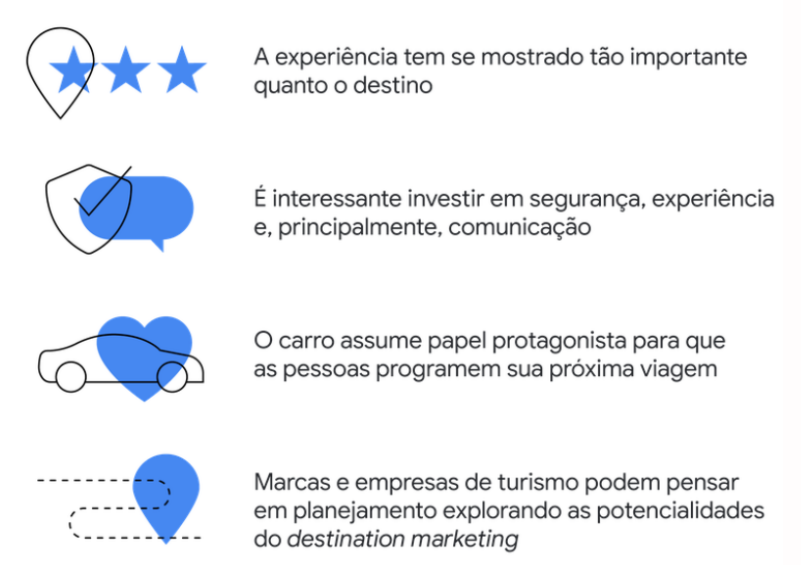 A experiência tem se mostrado tão importante
quanto o destino
É interessante investir em segurança, experiência
e, principalmente, comunicação
O carro assume papel protagonista para que
as pessoas programem sua próxima viagem
Marcas e empresas de turismo podem pensar
em planejamento explorando as potencialidades
do destination marketing